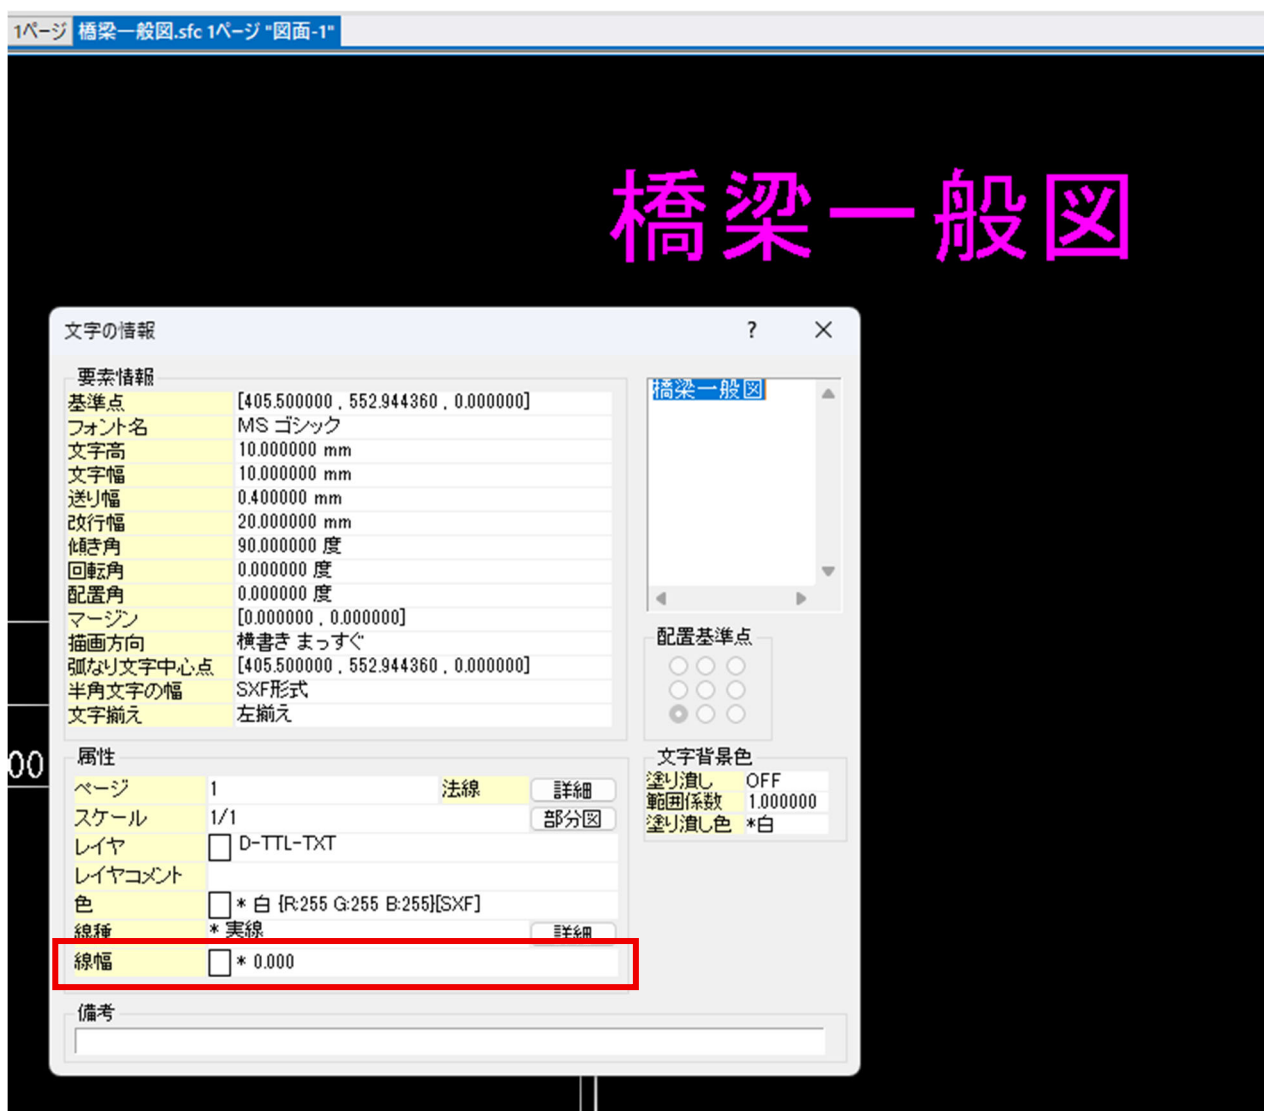 1ページ 橋梁一般図.sfc 1ページ "図面-1"
橋梁一般図
文字の情報 ? ×
要素情報
基準点 [405.500000 , 552.944360 , 0.000000]
フォント名 MS ゴシック
文字高 10.000000 mm
文字幅 10.000000 mm
送り幅 0.400000 mm
改行幅 20.000000 mm
傾き角 90.000000 度
回転角 0.000000 度
配置角 0.000000 度
マージン [0.000000 , 0.000000]
描画方向 横書き まっすぐ
弧なり文字中心点 [405.500000 , 552.944360 , 0.000000]
半角文字の幅 SXF形式
文字揃え 左揃え
橋梁一般図
配置基準点
00
属性
ページ 1 法線 詳細
スケール 1/1 部分図
レイヤ D-TTL-TXT
レイヤコメント
色 * 白 {R:255 G:255 B:255}[SXF]
線種 * 実線 詳細
線幅 * 0.000
文字背景色
塗り潰し OFF
範囲係数 1.000000
塗り潰し色 *白
備考